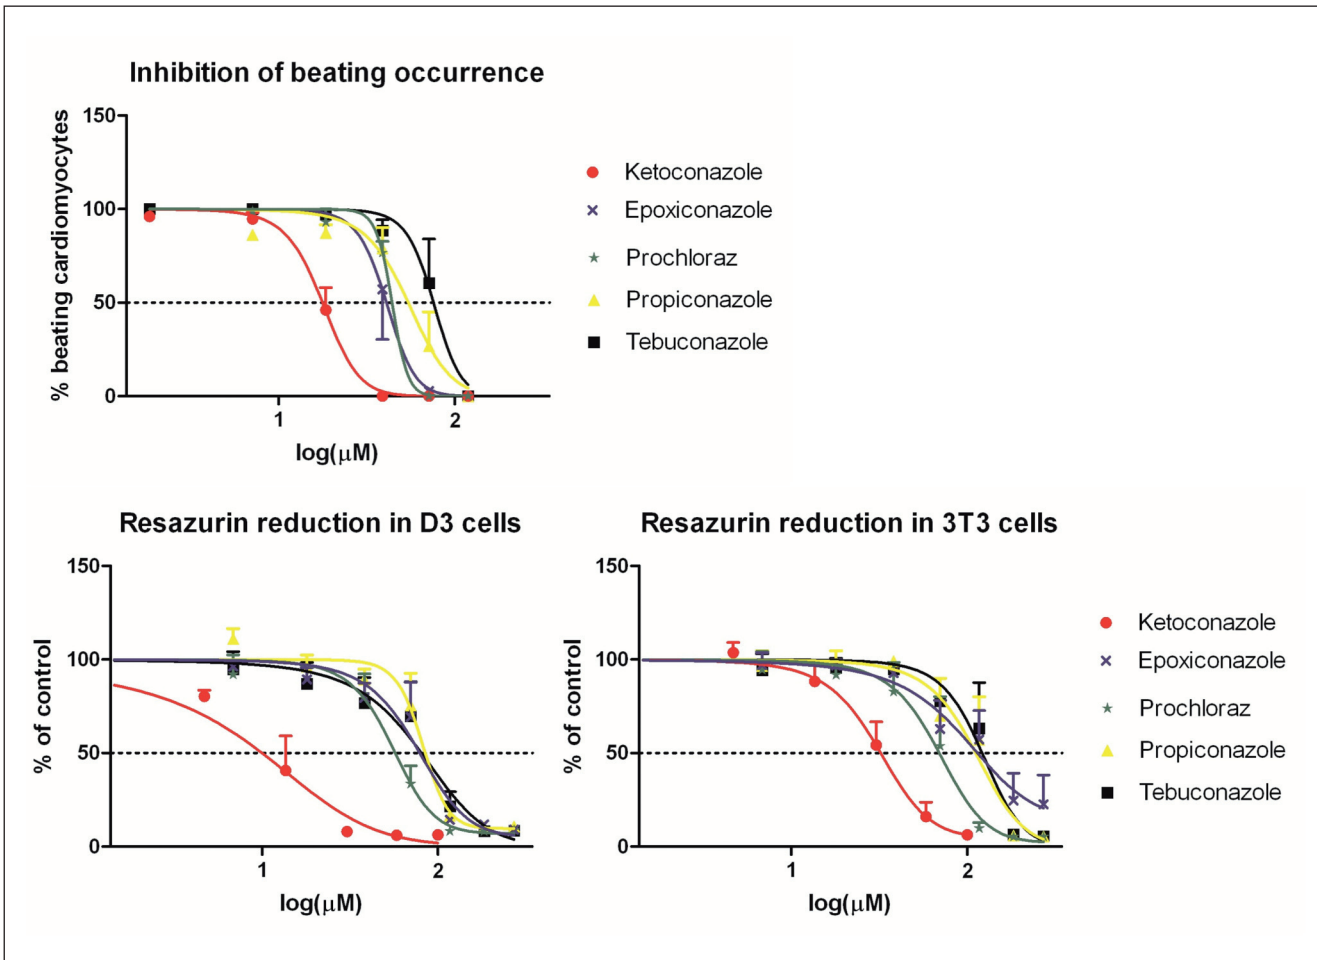 Inhibition of beating occurrence
% beating cardiomyocytes
150
100
50
0
1
2
log(μM)
Ketoconazole
Epoxiconazole
Prochloraz
Propiconazole
Tebuconazole
Resazurin reduction in D3 cells
% of control
150
100
50
0
1
2
log(μM)
Resazurin reduction in 3T3 cells
% of control
150
100
50
0
1
2
log(μM)
Ketoconazole
Epoxiconazole
Prochloraz
Propiconazole
Tebuconazole